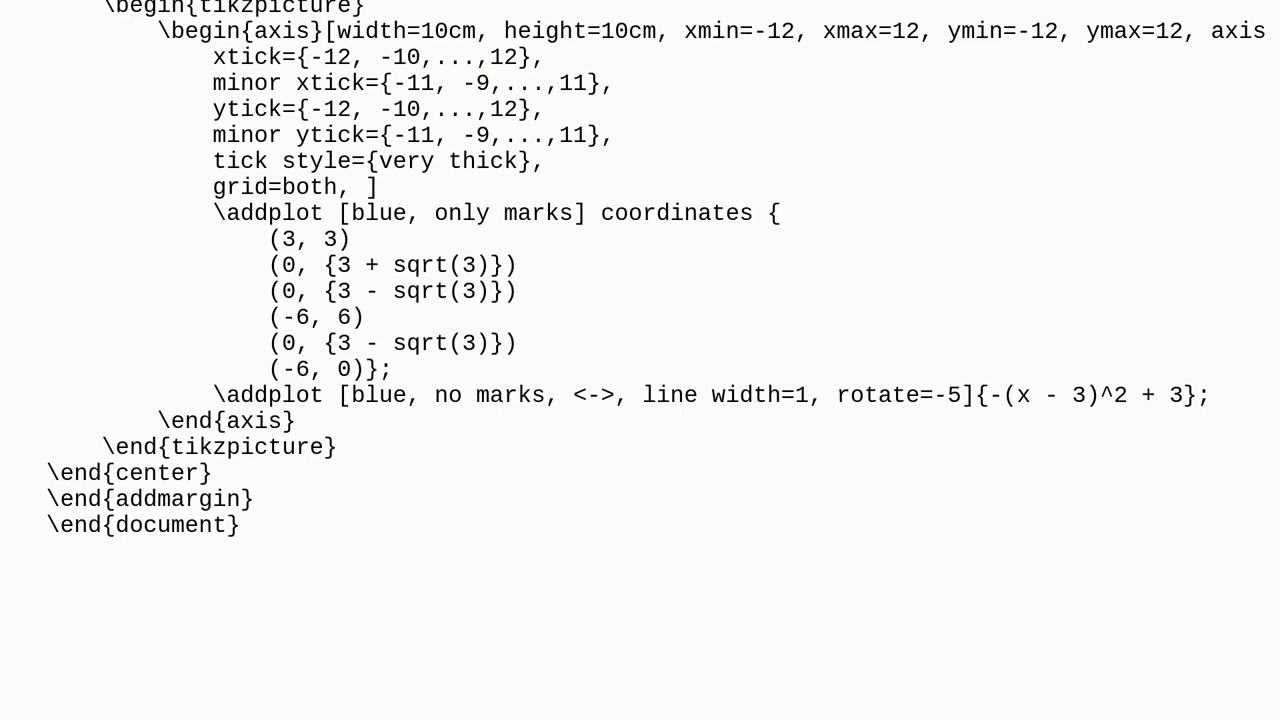 \begin{tikzpicture}
\begin{axis}[width=10cm, height=10cm, xmin=-12, xmax=12, ymin=-12, ymax=12, axis
xtick={-12, -10,...,12},
minor xtick={-11, -9,...,11},
ytick={-12, -10,...,12},
minor ytick={-11, -9,...,11},
tick style={very thick},
grid=both, ]
\addplot [blue, only marks] coordinates {
(3, 3)
(0, {3 + sqrt(3)})
(0, {3 - sqrt(3)})
(-6, 6)
(0, {3 - sqrt(3)})
(-6, 0)};
\addplot [blue, no marks, <->, line width=1, rotate=-5]{-(x - 3)^2 + 3};
\end{axis}
\end{tikzpicture}
\end{center}
\end{addmargin}
\end{document}